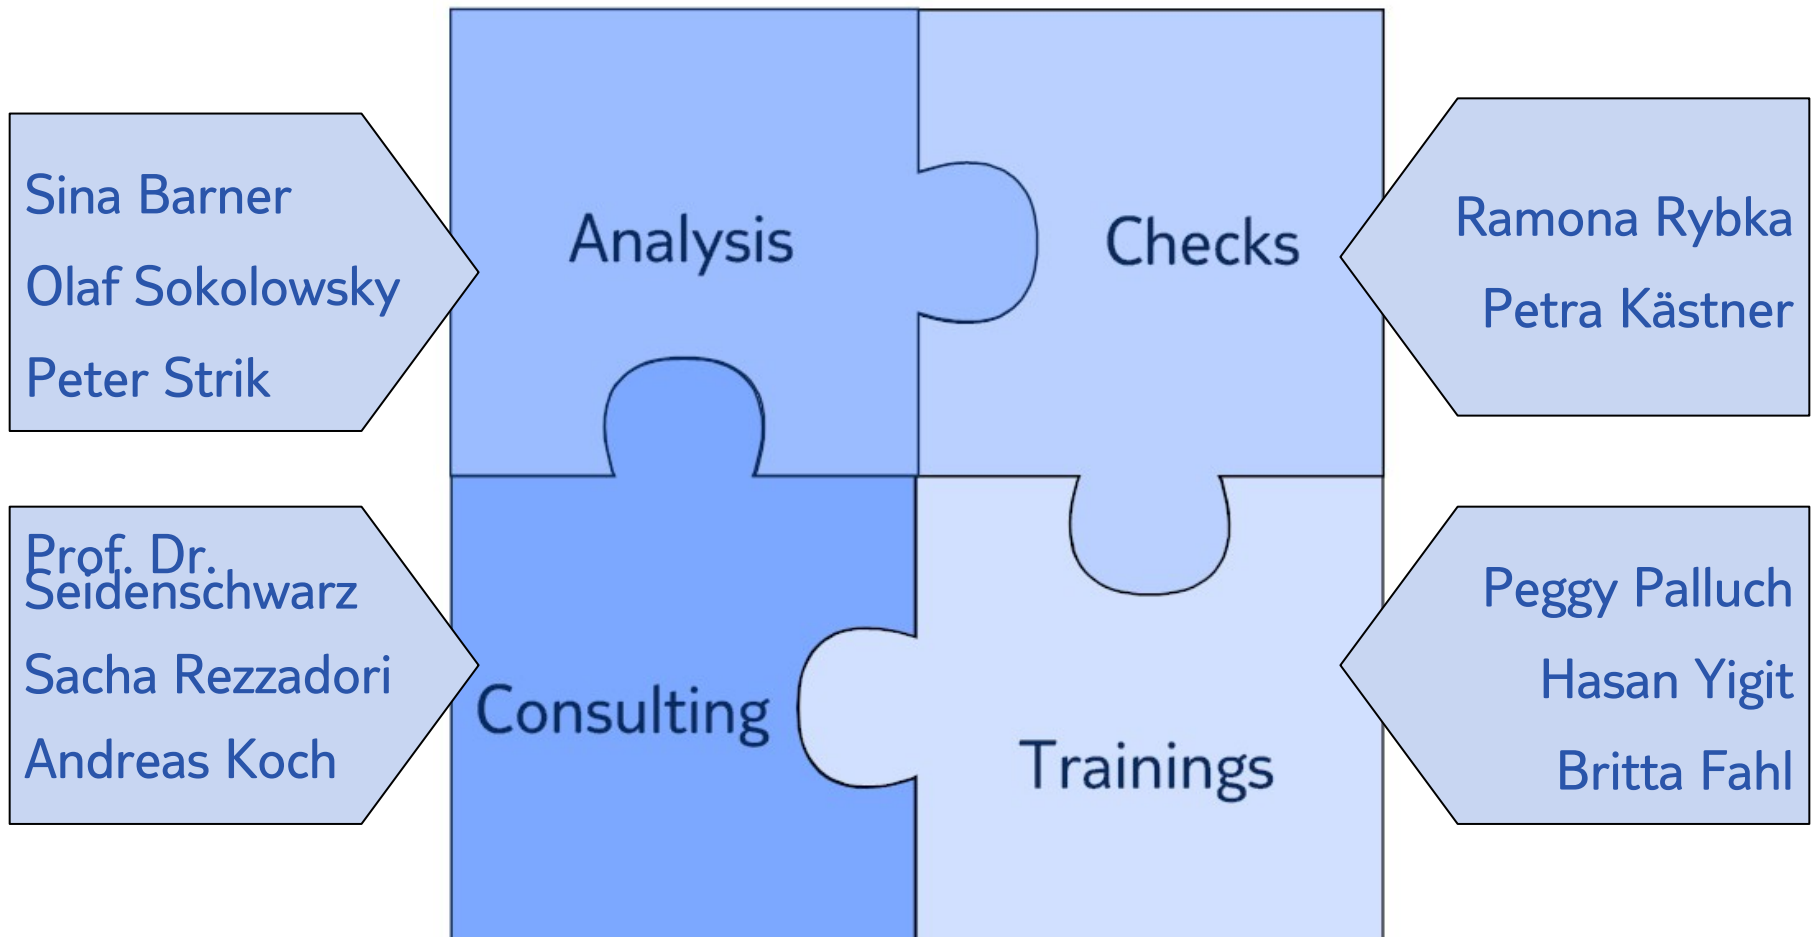 Sina Barner
Olaf Sokolowsky
Peter Strik
Analysis
Checks
Ramona Rybka
Petra Kästner
Prof. Dr.
Seidenschwarz
Sacha Rezzadori
Andreas Koch
Consulting
Trainings
Peggy Palluch
Hasan Yigit
Britta Fahl